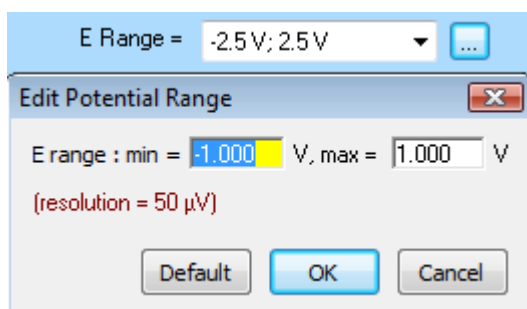 E Range = -2.5 V; 2.5 V ...
Edit Potential Range
E range : min = -1.000 V, max = 1.000 V
(resolution = 50 µV)
Default OK Cancel